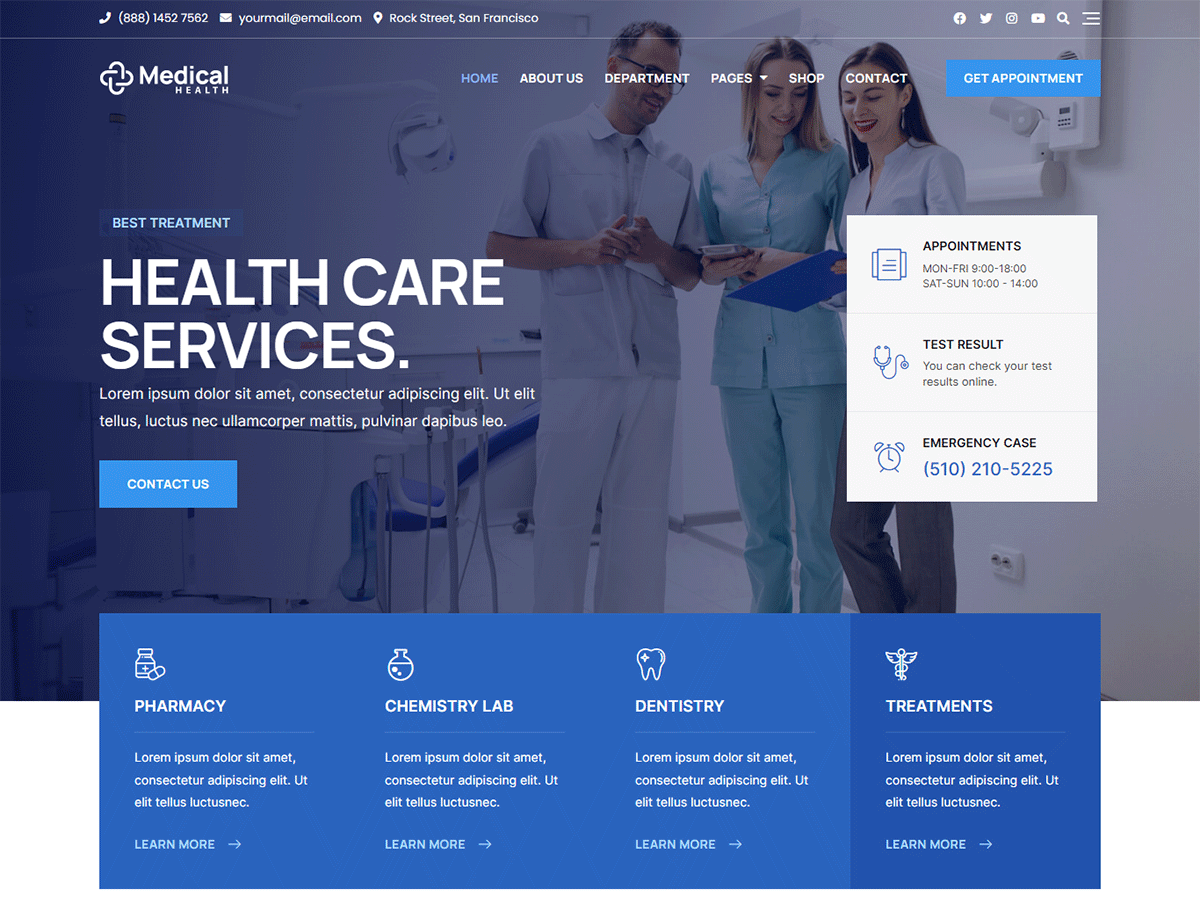 (888) 1452 7562 yourmail@email.com Rock Street, San Francisco
Medical
HEALTH
HOME ABOUT US DEPARTMENT PAGES SHOP CONTACT GET APPOINTMENT
BEST TREATMENT
HEALTH CARE
SERVICES.
Lorem ipsum dolor sit amet, consectetur adipiscing elit. Ut elit
tellus, luctus nec ullamcorper mattis, pulvinar dapibus leo.
CONTACT US
APPOINTMENTS
MON-FRI 9:00-18:00
SAT-SUN 10:00 - 14:00
TEST RESULT
You can check your test
results online.
EMERGENCY CASE
(510) 210-5225
PHARMACY
Lorem ipsum dolor sit amet,
consectetur adipiscing elit. Ut
elit tellus luctusnec.
LEARN MORE
CHEMISTRY LAB
Lorem ipsum dolor sit amet,
consectetur adipiscing elit. Ut
elit tellus luctusnec.
LEARN MORE
DENTISTRY
Lorem ipsum dolor sit amet,
consectetur adipiscing elit. Ut
elit tellus luctusnec.
LEARN MORE
TREATMENTS
Lorem ipsum dolor sit amet,
consectetur adipiscing elit. Ut
elit tellus luctusnec.
LEARN MORE